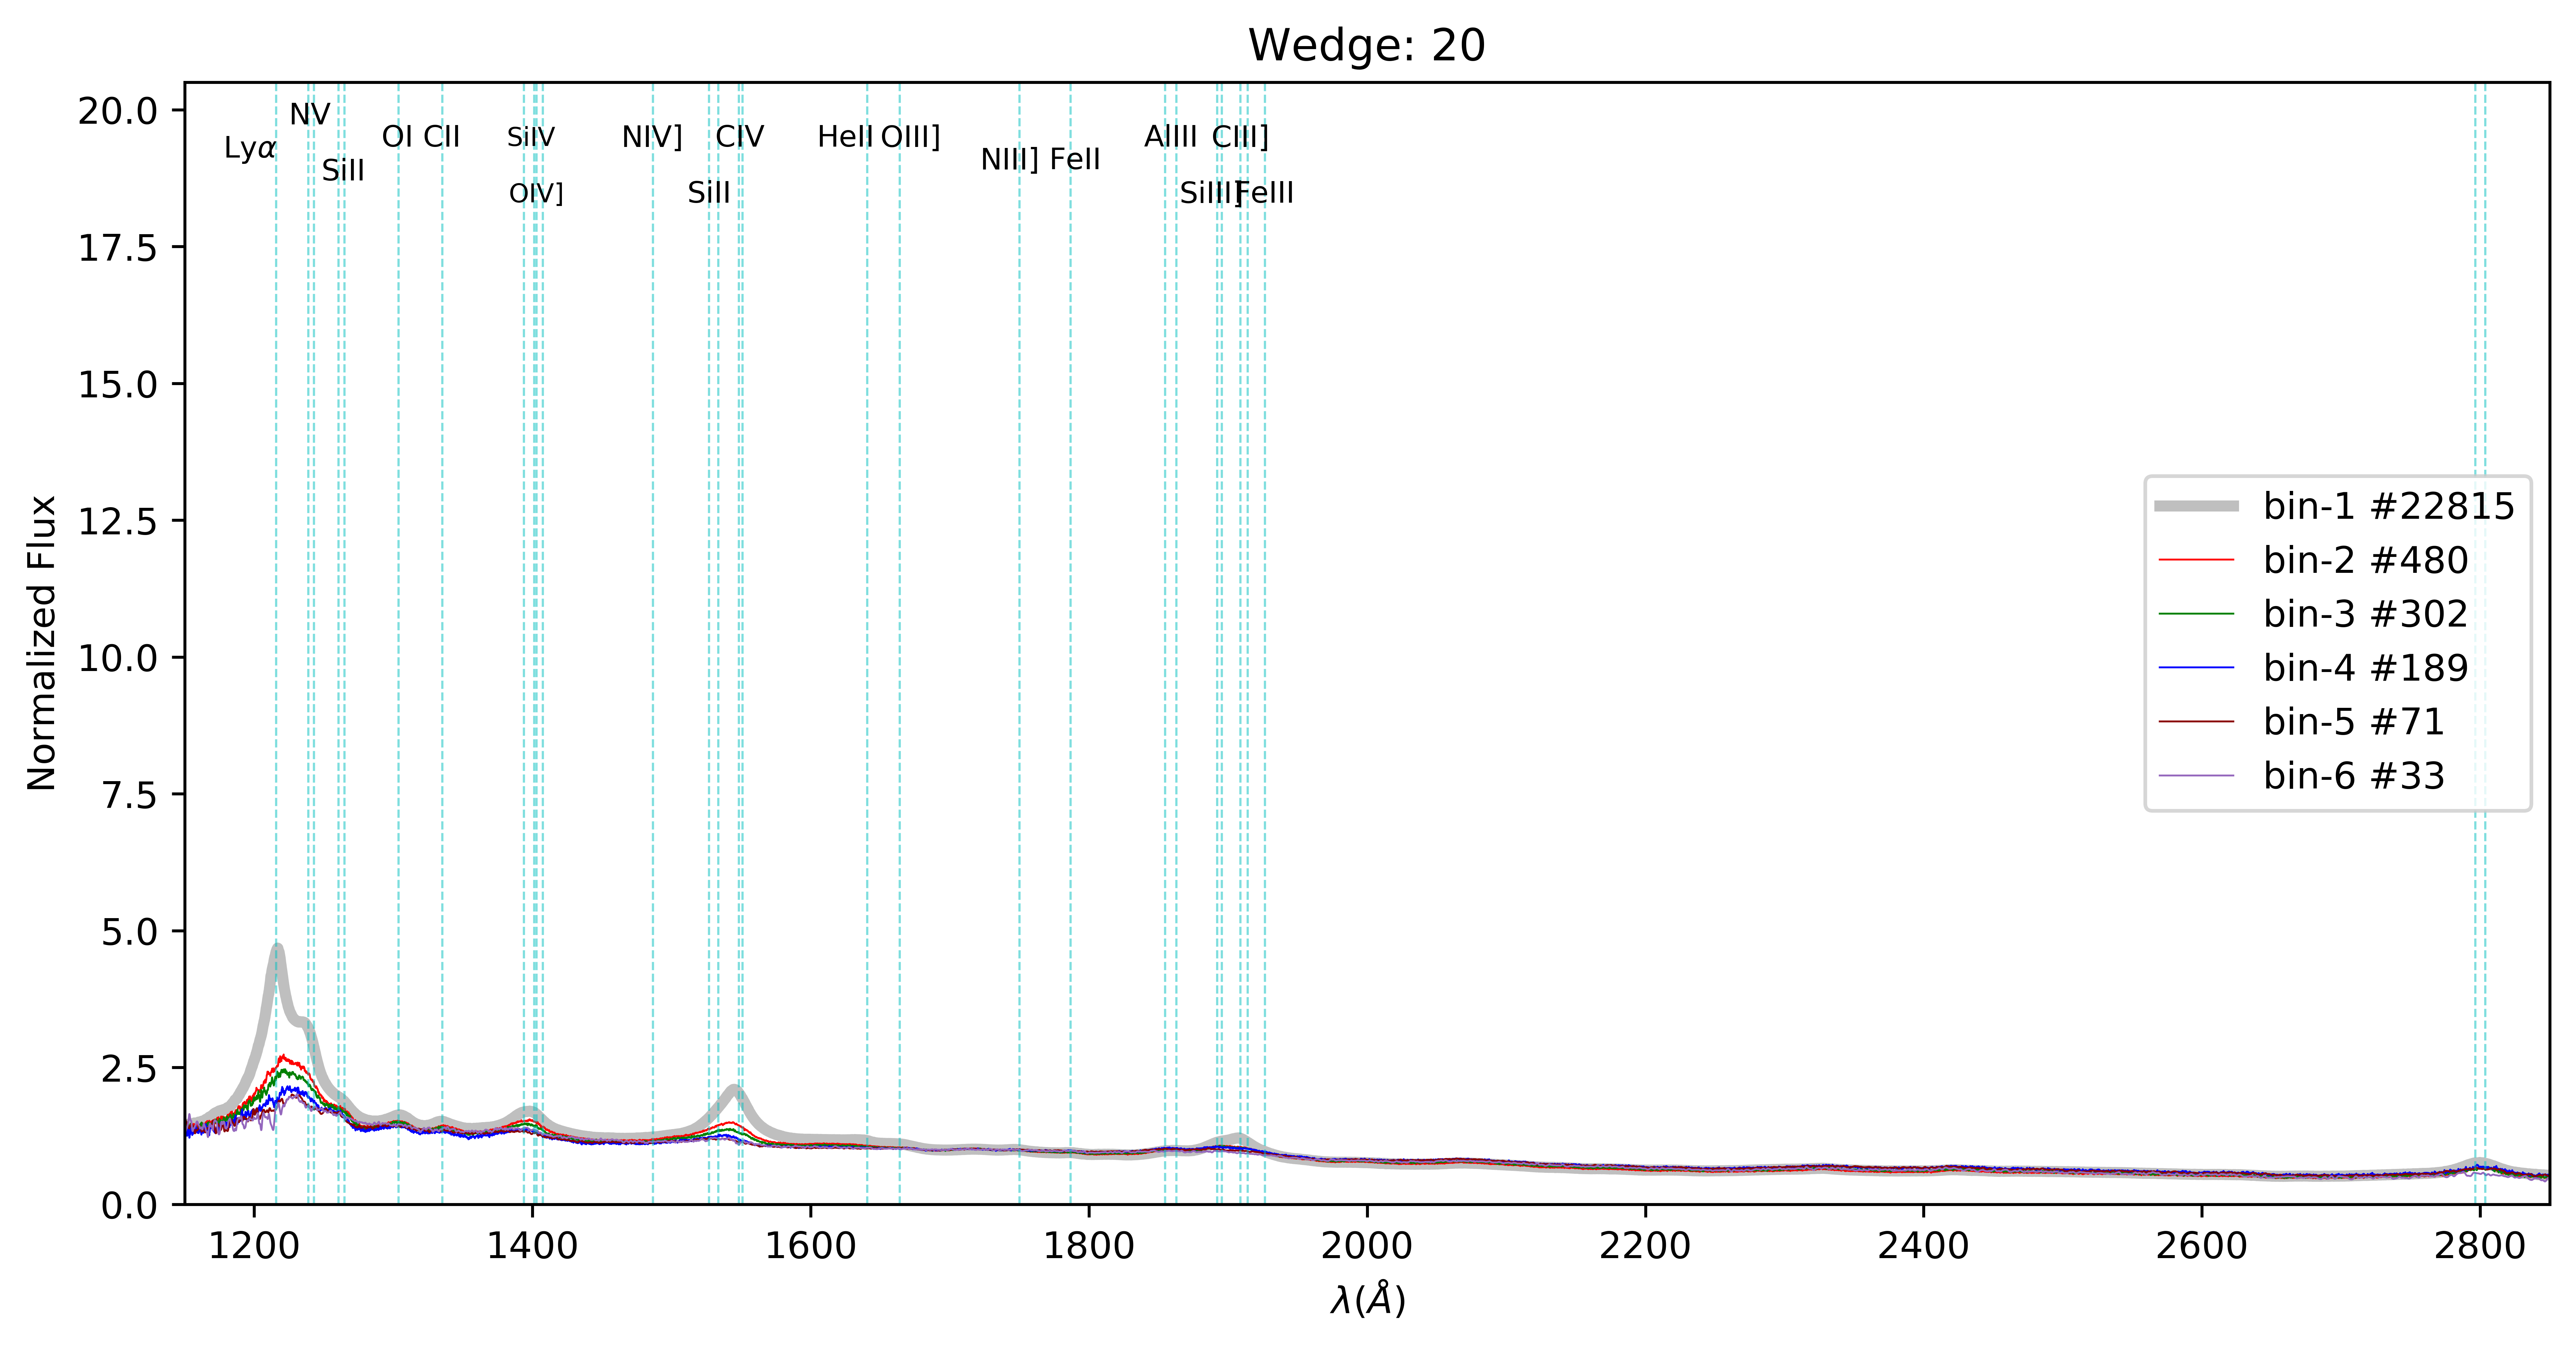 Wedge: 20
20.0
17.5
15.0
12.5
10.0
7.5
5.0
2.5
0.0
Normalized Flux
NV
Lyα
SiII
OI CII
SiIV
OIV]
NIV]
CIV
SiII
HeII OIII]
NIII] FeII
AlIII CIII]
SiIII] FeIII
bin-1 #22815
bin-2 #480
bin-3 #302
bin-4 #189
bin-5 #71
bin-6 #33
1200 1400 1600 1800 2000 2200 2400 2600 2800
λ(Å)